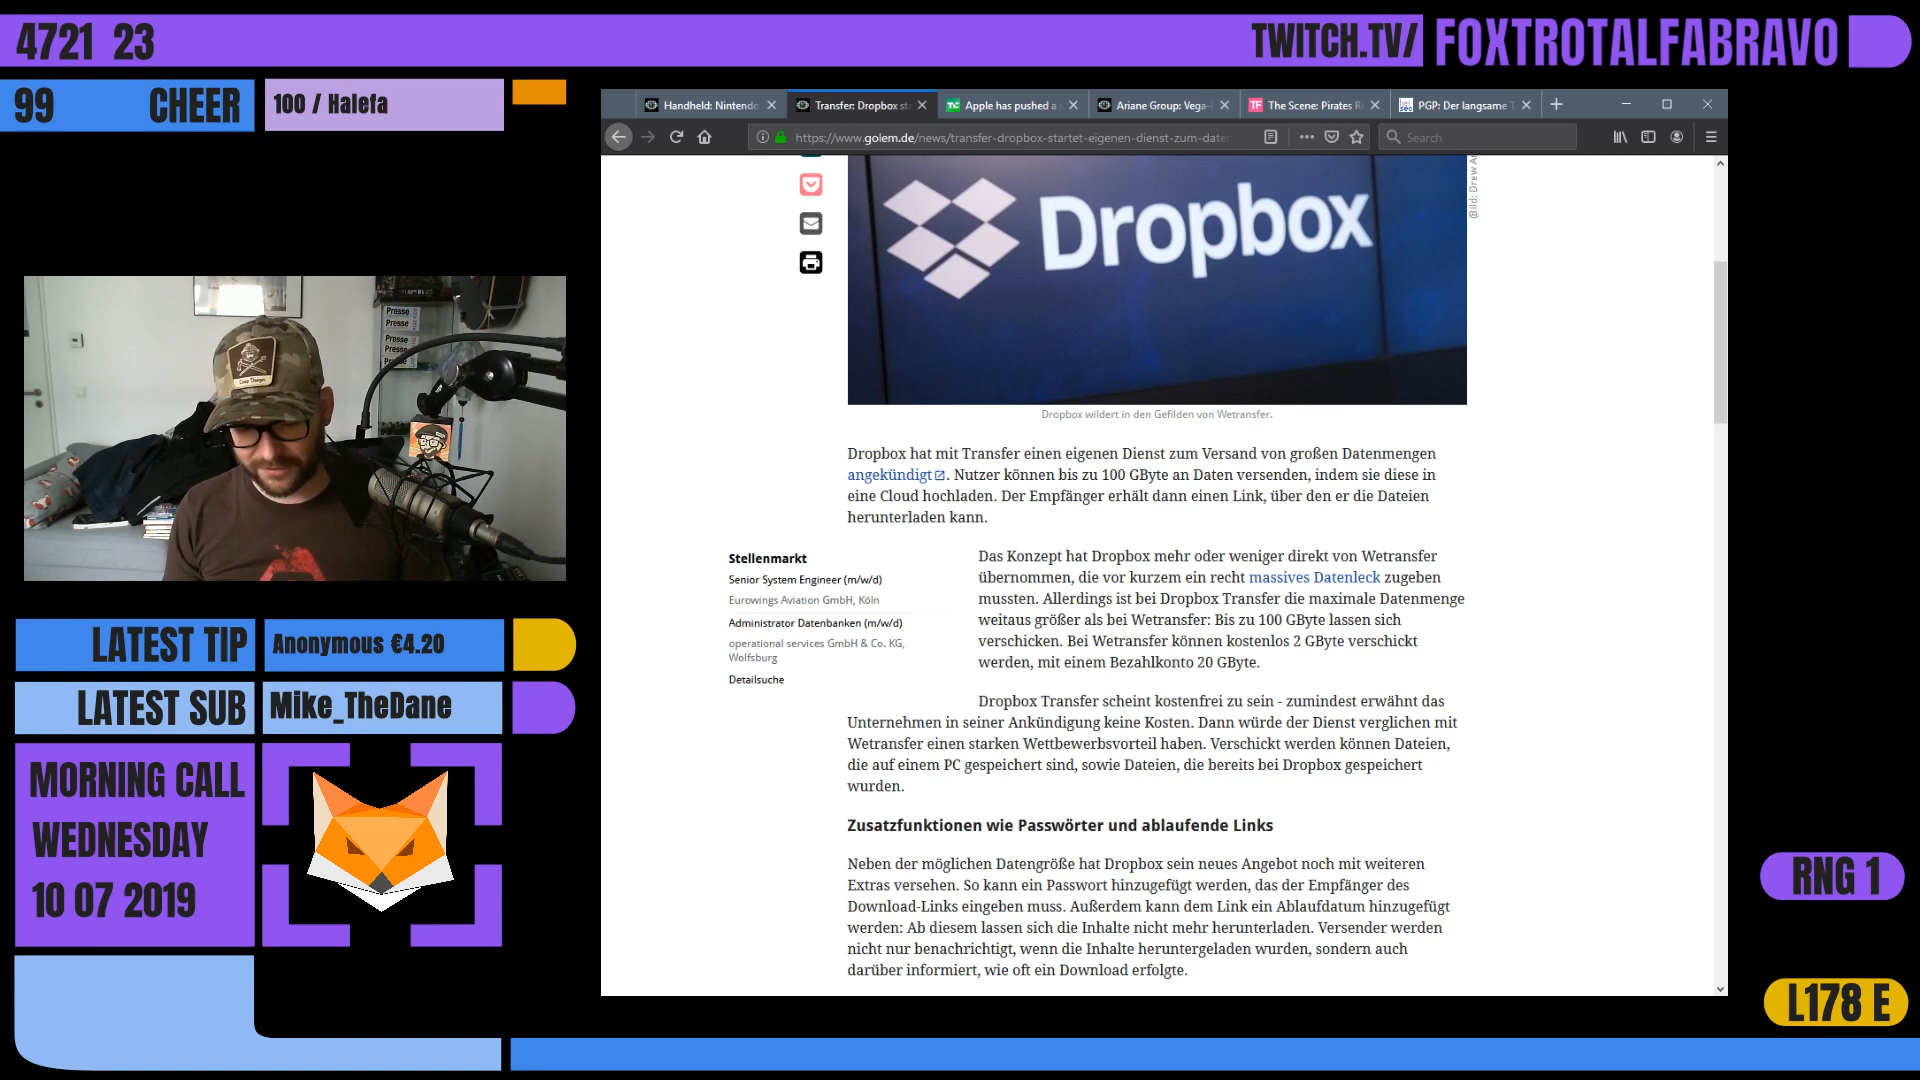 4721 23
TWITCH.TV/ FOXTROTALFABRAVO
99 CHEER 100 / Halefa
Handheld: Nintendo
Transfer: Dropbox
Apple has pushed a
Ariane Group: Vega-
The Scene: Pirates
PGP: Der langsame
https://www.golem.de/news/transfer-dropbox-startet-eigenen-dienst-zum-date
Search
Presse
Presse
Presse
Presse
Presse
Camp Danger
Dropbox
(Bild: Drew
Dropbox wildert in den Gefilden von Wetransfer.
Dropbox hat mit Transfer einen eigenen Dienst zum Versand von großen Datenmengen
angekündigt. Nutzer können bis zu 100 GByte an Daten versenden, indem sie diese in
eine Cloud hochladen. Der Empfänger erhält dann einen Link, über den er die Dateien
herunterladen kann.
Stellenmarkt
Senior System Engineer (m/w/d)
Eurowings Aviation GmbH, Köln
Administrator Datenbanken (m/w/d)
operational services GmbH & Co. KG,
Wolfsburg
Detailsuche
Das Konzept hat Dropbox mehr oder weniger direkt von Wetransfer
übernommen, die vor kurzem ein recht massives Datenleck zugeben
mussten. Allerdings ist bei Dropbox Transfer die maximale Datenmenge
weitaus größer als bei Wetransfer: Bis zu 100 GByte lassen sich
verschicken. Bei Wetransfer können kostenlos 2 GByte verschickt
werden, mit einem Bezahlkonto 20 GByte.
Dropbox Transfer scheint kostenfrei zu sein - zumindest erwähnt das
Unternehmen in seiner Ankündigung keine Kosten. Dann würde der Dienst verglichen mit
Wetransfer einen starken Wettbewerbsvorteil haben. Verschickt werden können Dateien,
die auf einem PC gespeichert sind, sowie Dateien, die bereits bei Dropbox gespeichert
wurden.
Zusatzfunktionen wie Passwörter und ablaufende Links
Neben der möglichen Datengröße hat Dropbox sein neues Angebot noch mit weiteren
Extras versehen. So kann ein Passwort hinzugefügt werden, das der Empfänger des
Download-Links eingeben muss. Außerdem kann dem Link ein Ablaufdatum hinzugefügt
werden: Ab diesem lassen sich die Inhalte nicht mehr herunterladen. Versender werden
nicht nur benachrichtigt, wenn die Inhalte heruntergeladen wurden, sondern auch
darüber informiert, wie oft ein Download erfolgte.
LATEST TIP Anonymous €4.20
LATEST SUB Mike_TheDane
MORNING CALL
WEDNESDAY
10 07 2019
RNG 1
L178 E